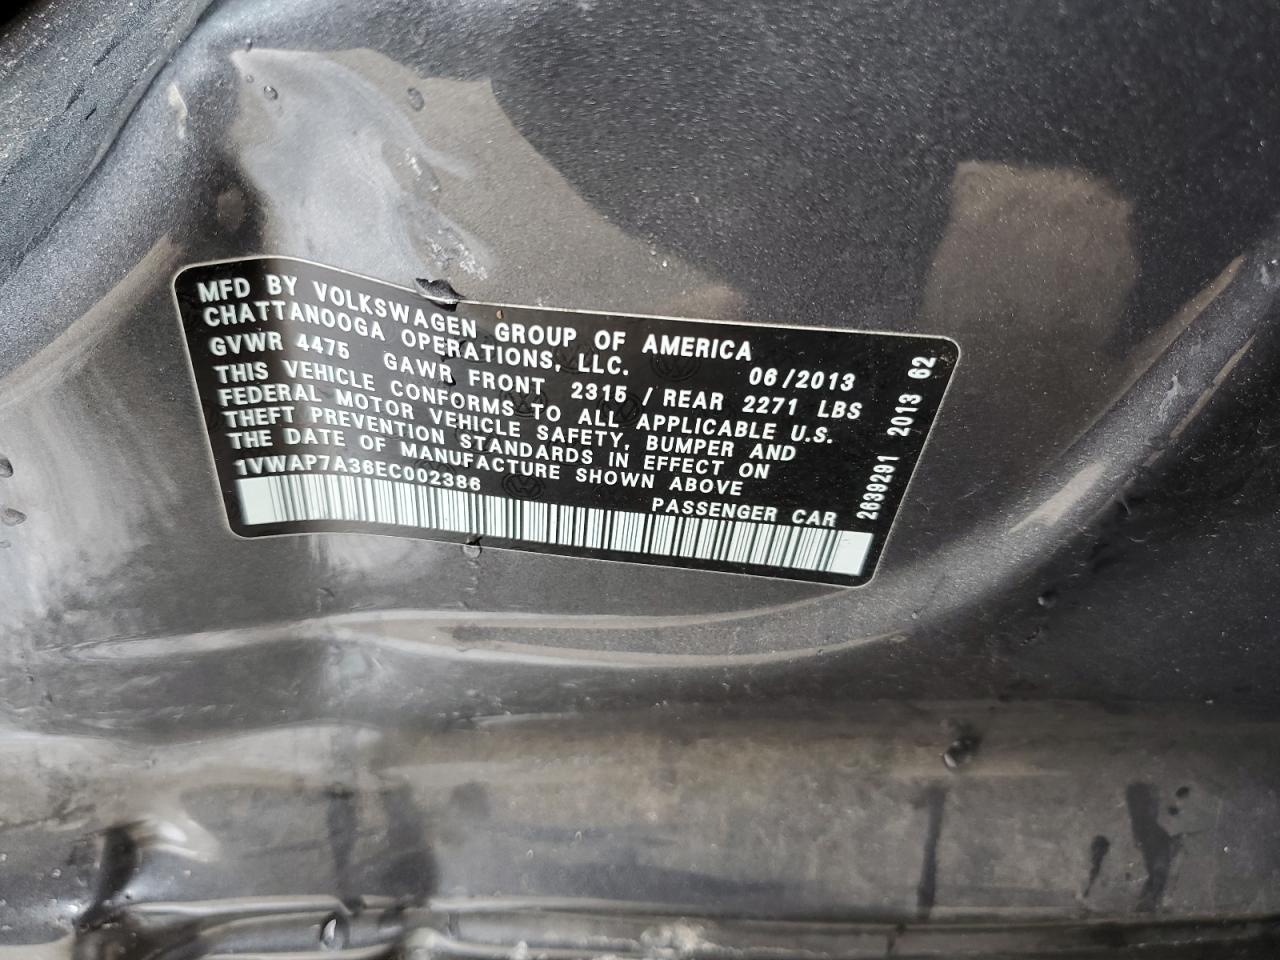 MFD BY VOLKSWAGEN GROUP OF AMERICA
CHATTANOOGA OPERATIONS, LLC. 06/2013
GVWR 4475 GAWR FRONT 2315 / REAR 2271 LBS
THIS VEHICLE CONFORMS TO ALL APPLICABLE U.S.
FEDERAL MOTOR VEHICLE SAFETY, BUMPER AND
THEFT PREVENTION STANDARDS IN EFFECT ON
THE DATE OF MANUFACTURE SHOWN ABOVE
1VWAP7A36EC002386 PASSENGER CAR
2639291 2013 62